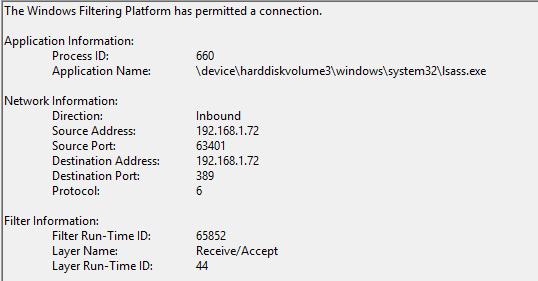 The Windows Filtering Platform has permitted a connection.
Application Information:
Process ID: 660
Application Name: \device\harddiskvolume3\windows\system32\lsass.exe
Network Information:
Direction: Inbound
Source Address: 192.168.1.72
Source Port: 63401
Destination Address: 192.168.1.72
Destination Port: 389
Protocol: 6
Filter Information:
Filter Run-Time ID: 65852
Layer Name: Receive/Accept
Layer Run-Time ID: 44